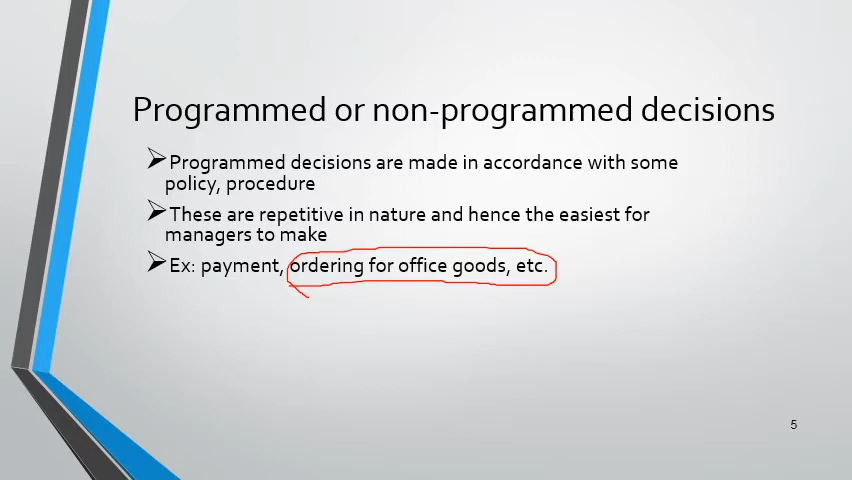 Programmed or non-programmed decisions
Programmed decisions are made in accordance with some
policy, procedure
These are repetitive in nature and hence the easiest for
managers to make
Ex: payment, ordering for office goods, etc.
5